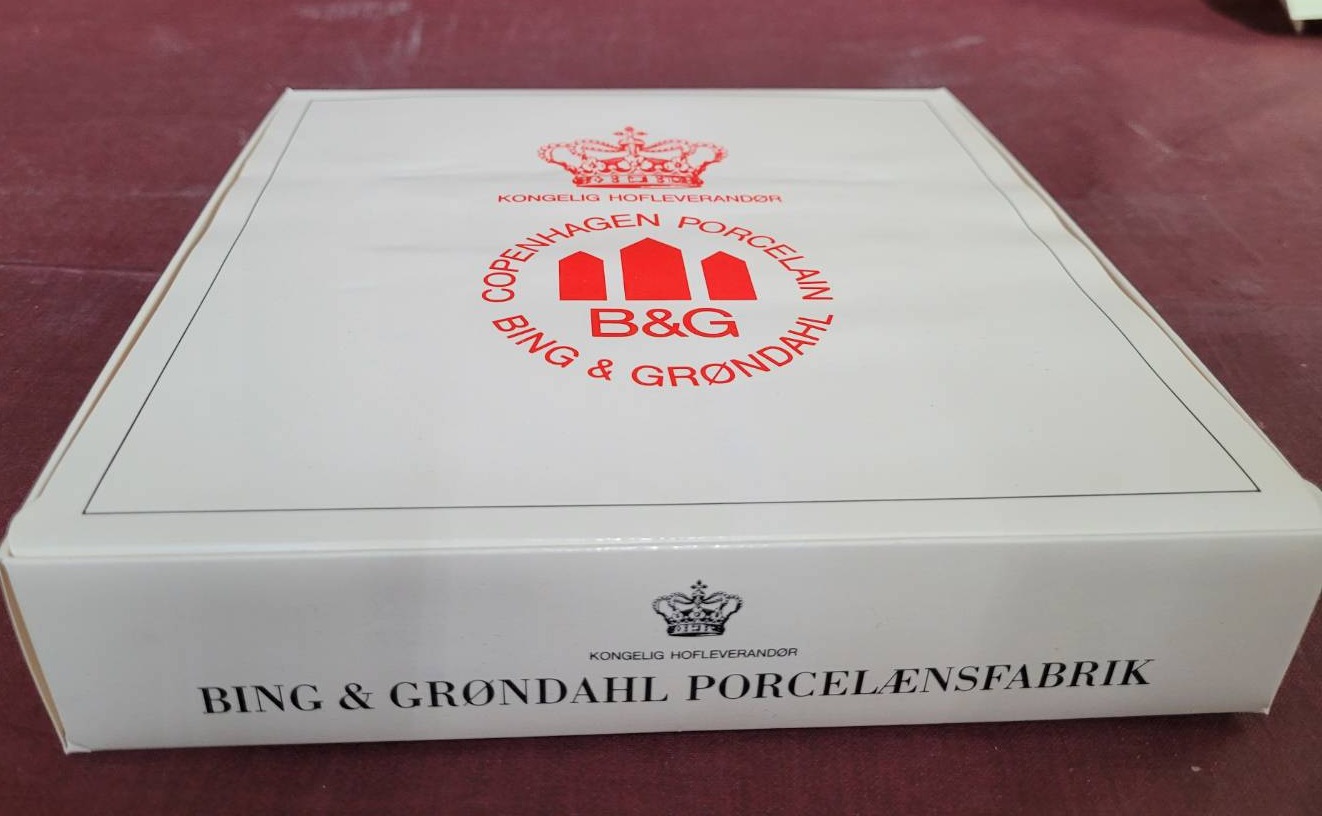 KONGELIG HOFLEVERANDØR
COPENHAGEN PORCELAIN
B&G
BING & GRØNDAHL
KONGELIG HOFLEVERANDØR
BING & GRØNDAHL PORCELÆNSFABRIK